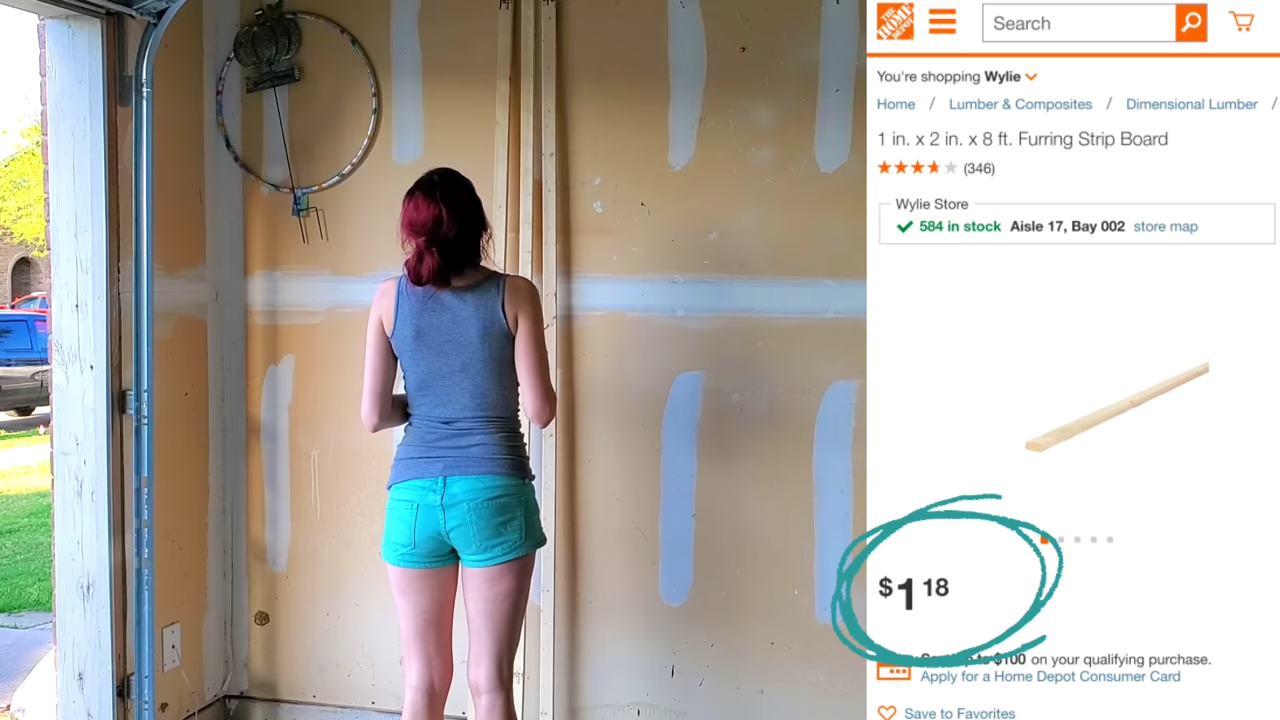 THE HOME DEPOT
Search
You're shopping Wylie
Home / Lumber & Composites / Dimensional Lumber /
1 in. x 2 in. x 8 ft. Furring Strip Board
(346)
Wylie Store
584 in stock Aisle 17, Bay 002 store map
$1 18
to $100 on your qualifying purchase.
Apply for a Home Depot Consumer Card
Save to Favorites